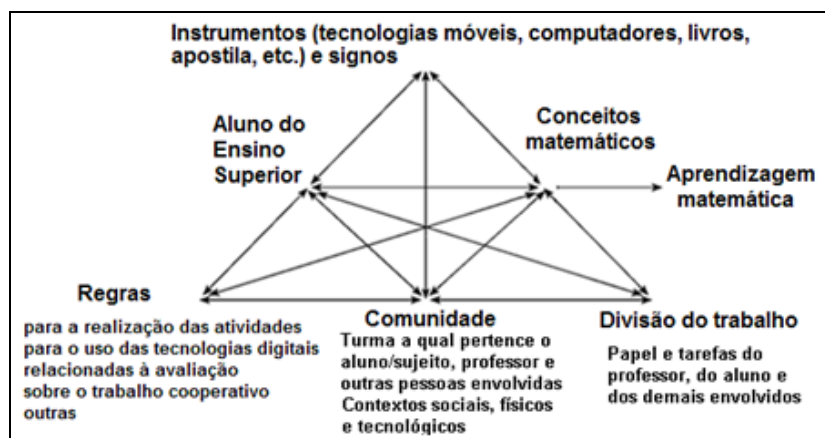 Instrumentos (tecnologias móveis, computadores, livros,
apostila, etc.) e signos
Aluno do
Ensino
Superior
Conceitos
matemáticos
Aprendizagem
matemática
Regras
para a realização das atividades
para o uso das tecnologias digitais
relacionadas à avaliação
sobre o trabalho cooperativo
outras
Comunidade
Turma a qual pertence o
aluno/sujeito, professor e
outras pessoas envolvidas
Contextos sociais, físicos
e tecnológicos
Divisão do trabalho
Papel e tarefas do
professor, do aluno e
dos demais envolvidos